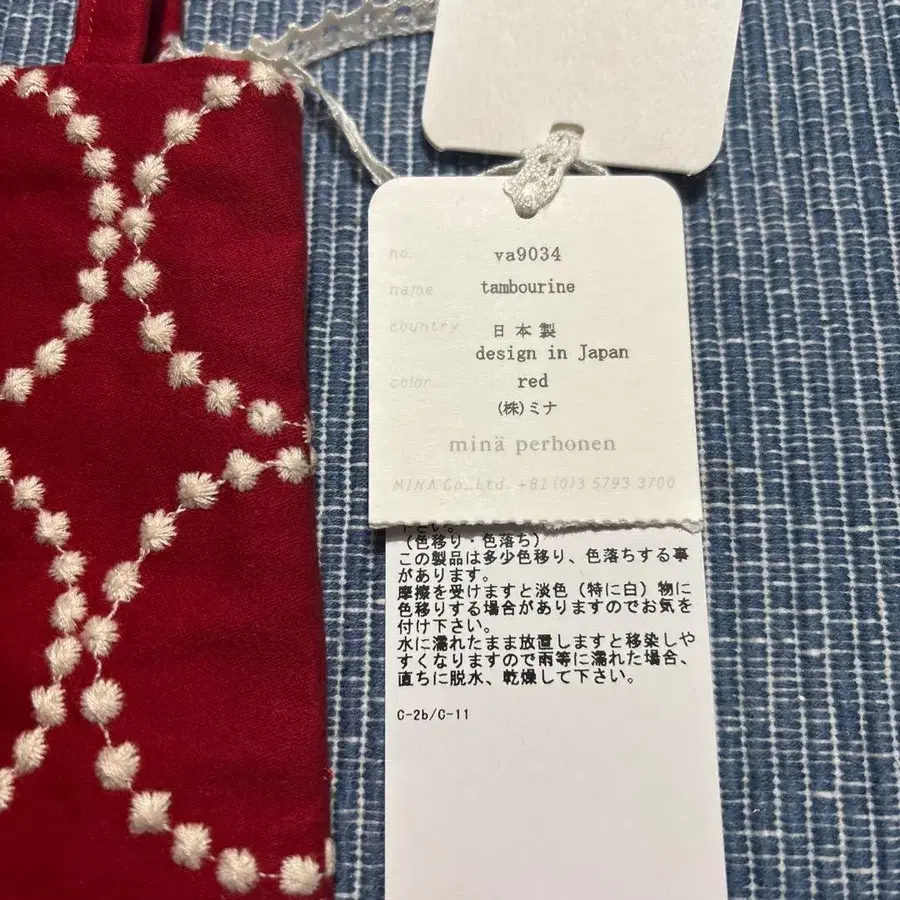 no. va9034
name tambourine
country 日本製
design in Japan
color red
(株)ミナ
minä perhonen
MINA Co.,Ltd. +81(0)3 5793 3700
下さい。
(色移り・色落ち)
この製品は多少色移り、色落ちする事
があります。
摩擦を受けますと淡色(特に白)物に
色移りする場合がありますのでお気を
付け下さい。
水に濡れたまま放置しますと移染しや
すくなりますので雨等に濡れた場合、
直ちに脱水、乾燥して下さい。
C-2b/C-11